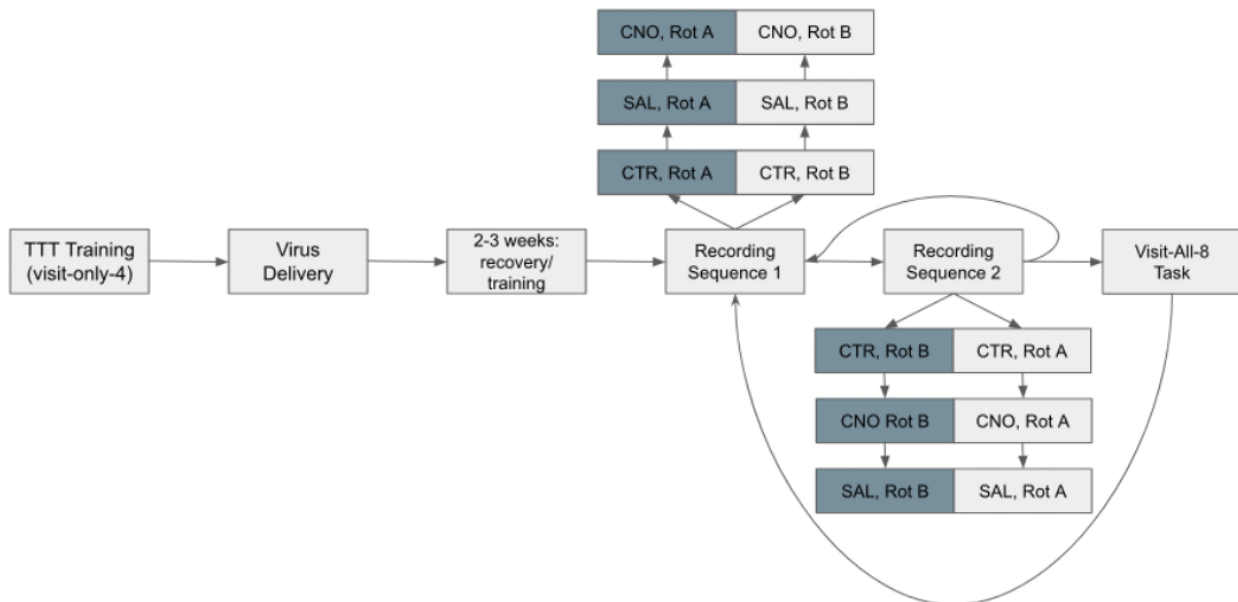 CNO, Rot A
CNO, Rot B
SAL, Rot A
SAL, Rot B
CTR, Rot A
CTR, Rot B
TTT Training
(visit-only-4)
Virus
Delivery
2-3 weeks:
recovery/
training
Recording
Sequence 1
Recording
Sequence 2
Visit-All-8
Task
CTR, Rot B
CTR, Rot A
CNO Rot B
CNO, Rot A
SAL, Rot B
SAL, Rot A